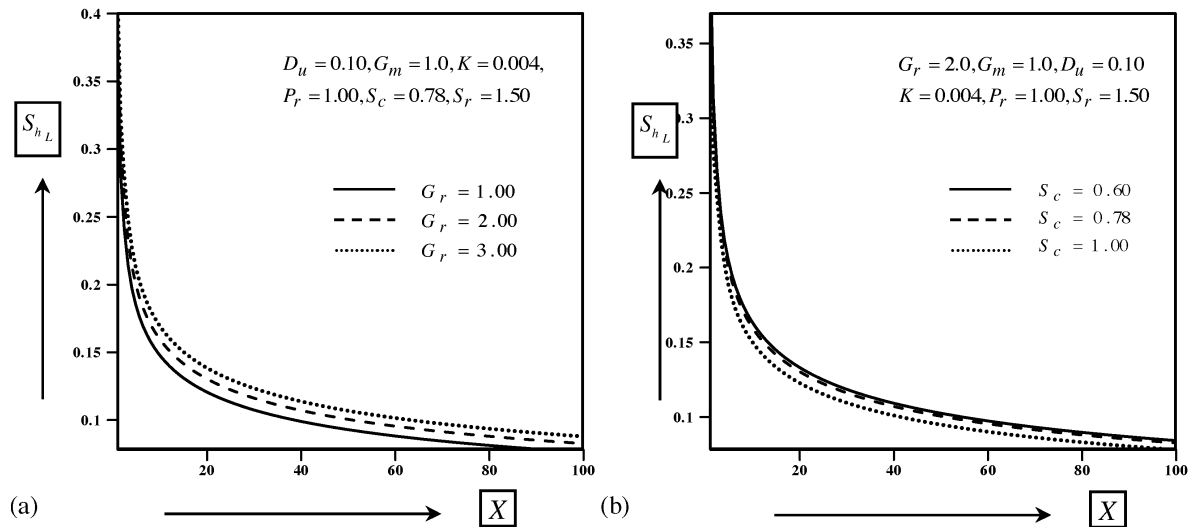 0.4
0.35
0.3
0.25
0.2
0.15
0.1
S_{h_L}
D_u = 0.10, G_m = 1.0, K = 0.004,
P_r = 1.00, S_c = 0.78, S_r = 1.50
G_r = 1.00
G_r = 2.00
G_r = 3.00
20 40 60 80 100
(a)
X
0.35
0.3
0.25
0.2
0.15
0.1
S_{h_L}
G_r = 2.0, G_m = 1.0, D_u = 0.10
K = 0.004, P_r = 1.00, S_r = 1.50
S_c = 0.60
S_c = 0.78
S_c = 1.00
20 40 60 80 100
(b)
X